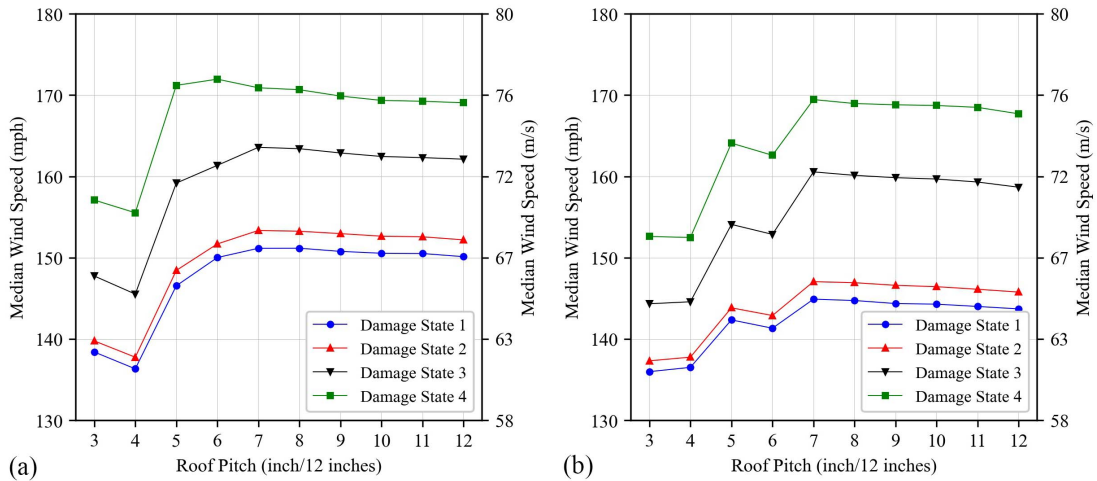 180
170
160
150
140
130
Median Wind Speed (mph)
80
76
72
67
63
58
Median Wind Speed (m/s)
Damage State 1
Damage State 2
Damage State 3
Damage State 4
3 4 5 6 7 8 9 10 11 12
Roof Pitch (inch/12 inches)
(a)
180
170
160
150
140
130
Median Wind Speed (mph)
80
76
72
67
63
58
Median Wind Speed (m/s)
Damage State 1
Damage State 2
Damage State 3
Damage State 4
3 4 5 6 7 8 9 10 11 12
Roof Pitch (inch/12 inches)
(b)